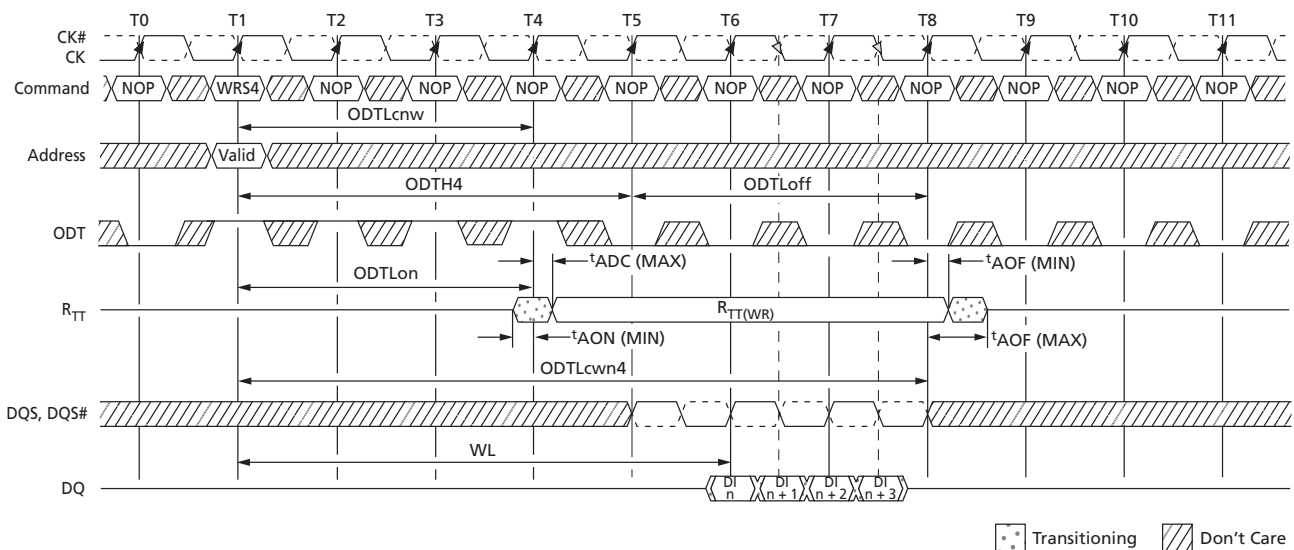 T0 T1 T2 T3 T4 T5 T6 T7 T8 T9 T10 T11
CK#
CK
Command NOP WRS4 NOP NOP NOP NOP NOP NOP NOP NOP NOP NOP
ODTLcnw
Address Valid
ODTH4 ODTLoff
ODT
tADC (MAX) tAOF (MIN)
ODTLon
RTT RTT(WR)
tAON (MIN) tAOF (MAX)
ODTLcwn4
DQS, DQS#
WL
DQ DI n DI n + 1 DI n + 2 DI n + 3
Transitioning Don't Care